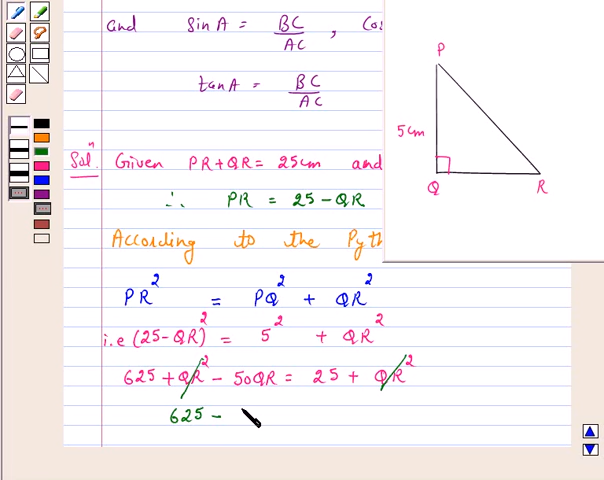 and sin A = BC/AC , Cos
tan A = BC/AC
Solⁿ. Given PR+QR = 25cm and
∴ PR = 25 - QR
According to the Pyth
PR² = PQ² + QR²
i.e (25-QR)² = 5² + QR²
625 + QR² - 50QR = 25 + QR²
625 -
P
5cm
Q
R